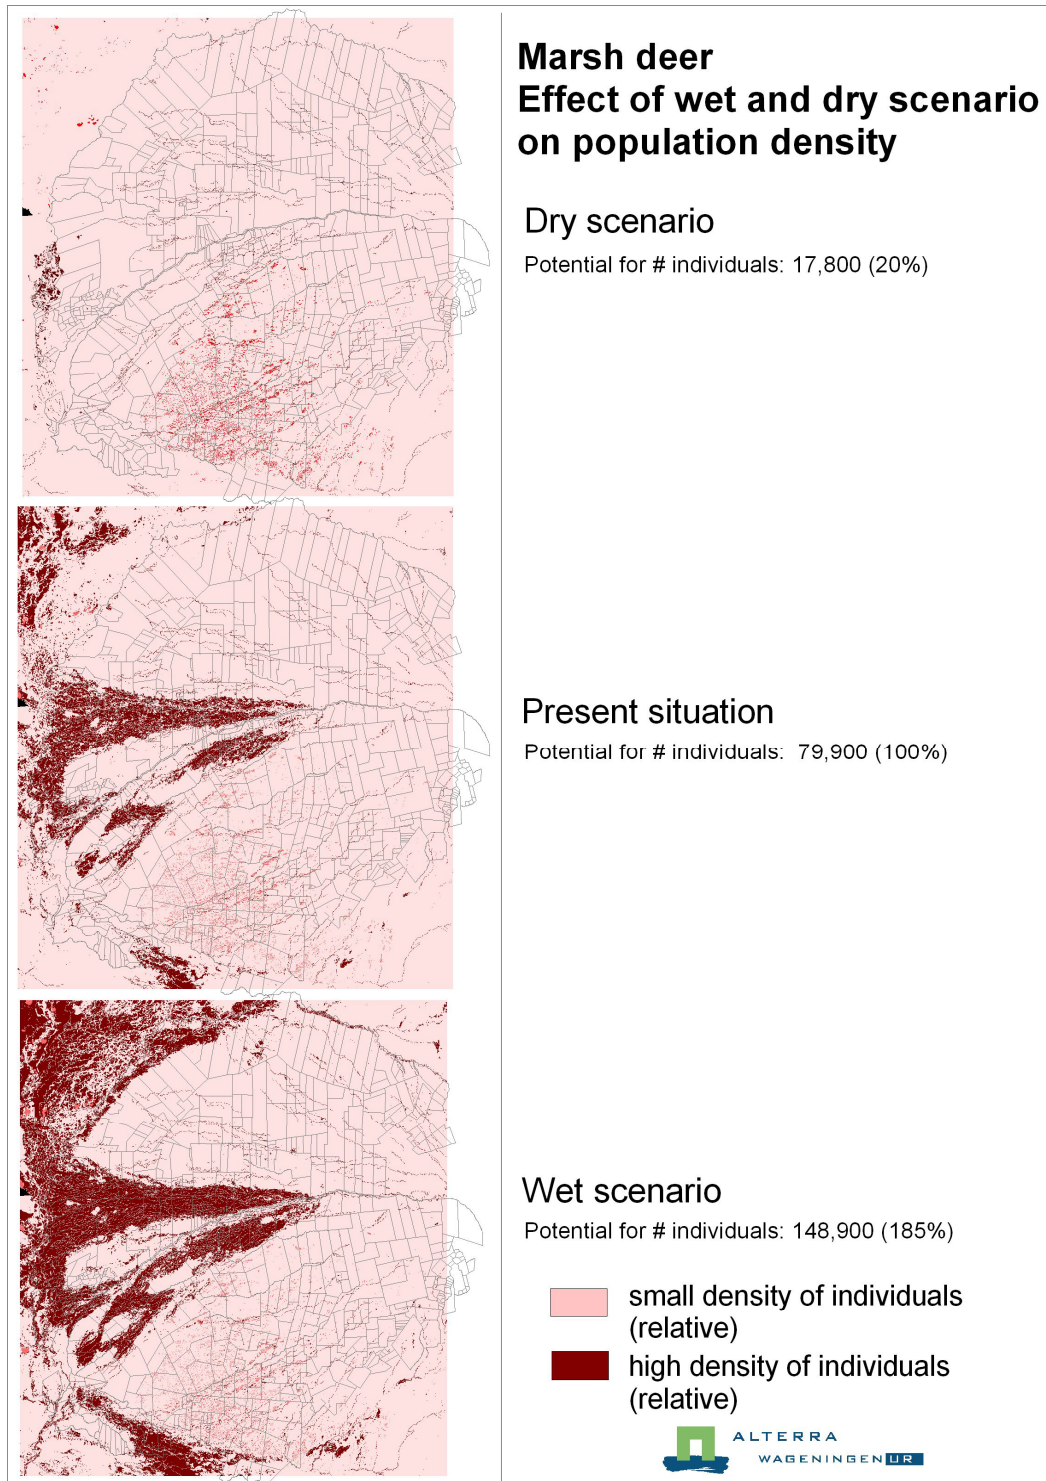 Marsh deer
Effect of wet and dry scenario
on population density
Dry scenario
Potential for # individuals: 17,800 (20%)
Present situation
Potential for # individuals: 79,900 (100%)
Wet scenario
Potential for # individuals: 148,900 (185%)
small density of individuals
(relative)
high density of individuals
(relative)
ALTERRA
WAGENINGEN UR